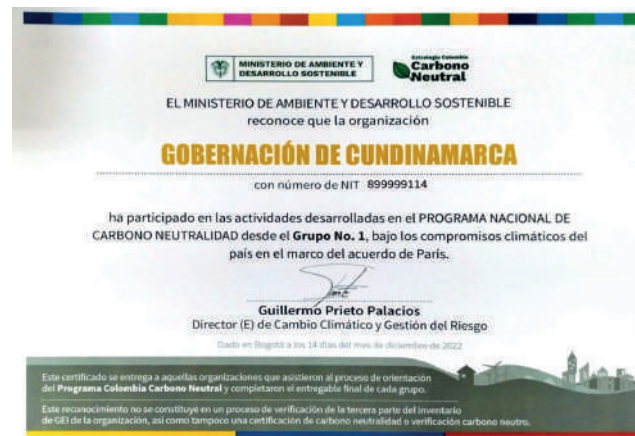 MINISTERIO DE AMBIENTE Y
DESARROLLO SOSTENIBLE
Estrategia Colombia
Carbono
Neutral
EL MINISTERIO DE AMBIENTE Y DESARROLLO SOSTENIBLE
reconoce que la organización
GOBERNACIÓN DE CUNDINAMARCA
con número de NIT 899999114
ha participado en las actividades desarrolladas en el PROGRAMA NACIONAL DE
CARBONO NEUTRALIDAD desde el Grupo No. 1, bajo los compromisos climáticos del
país en el marco del acuerdo de París.
Guillermo Prieto Palacios
Director (E) de Cambio Climático y Gestión del Riesgo
Dado en Bogotá a los 14 días del mes de diciembre de 2022
Este certificado se entrega a aquellas organizaciones que asistieron al proceso de orientación
del Programa Colombia Carbono Neutral y completaron el entregable final de cada grupo.
Este reconocimiento no se constituye en un proceso de verificación de la tercera parte del inventario
de GEI de la organización, así como tampoco una certificación de carbono neutralidad o verificación carbono neutro.